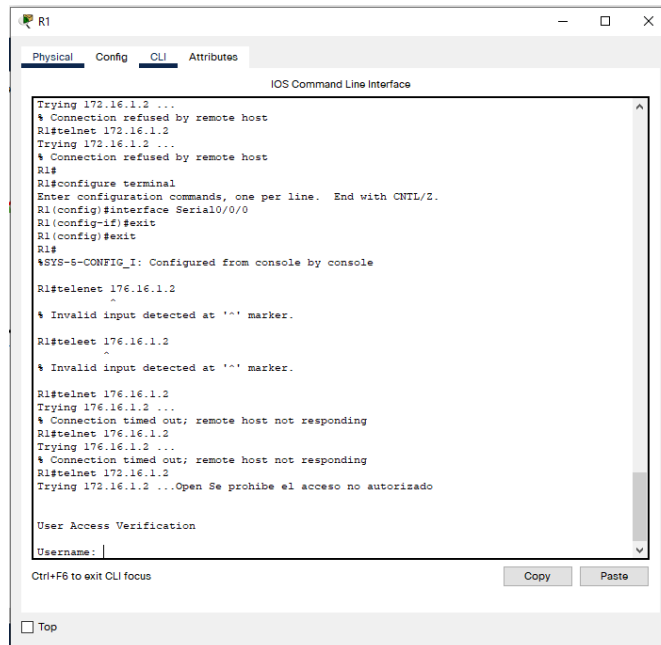 R1
Physical Config CLI Attributes
IOS Command Line Interface
Trying 172.16.1.2 ...
% Connection refused by remote host
R1#telnet 172.16.1.2
Trying 172.16.1.2 ...
% Connection refused by remote host
R1#
R1#configure terminal
Enter configuration commands, one per line. End with CNTL/Z.
R1(config)#interface Serial0/0/0
R1(config-if)#exit
R1(config)#exit
R1#
%SYS-5-CONFIG_I: Configured from console by console
R1#telenet 176.16.1.2
^
% Invalid input detected at '^' marker.
R1#teleet 176.16.1.2
^
% Invalid input detected at '^' marker.
R1#telnet 176.16.1.2
Trying 176.16.1.2 ...
% Connection timed out; remote host not responding
R1#telnet 176.16.1.2
Trying 176.16.1.2 ...
% Connection timed out; remote host not responding
R1#telnet 172.16.1.2
Trying 172.16.1.2 ...Open Se prohibe el acceso no autorizado
User Access Verification
Username:
Ctrl+F6 to exit CLI focus
Copy Paste
Top